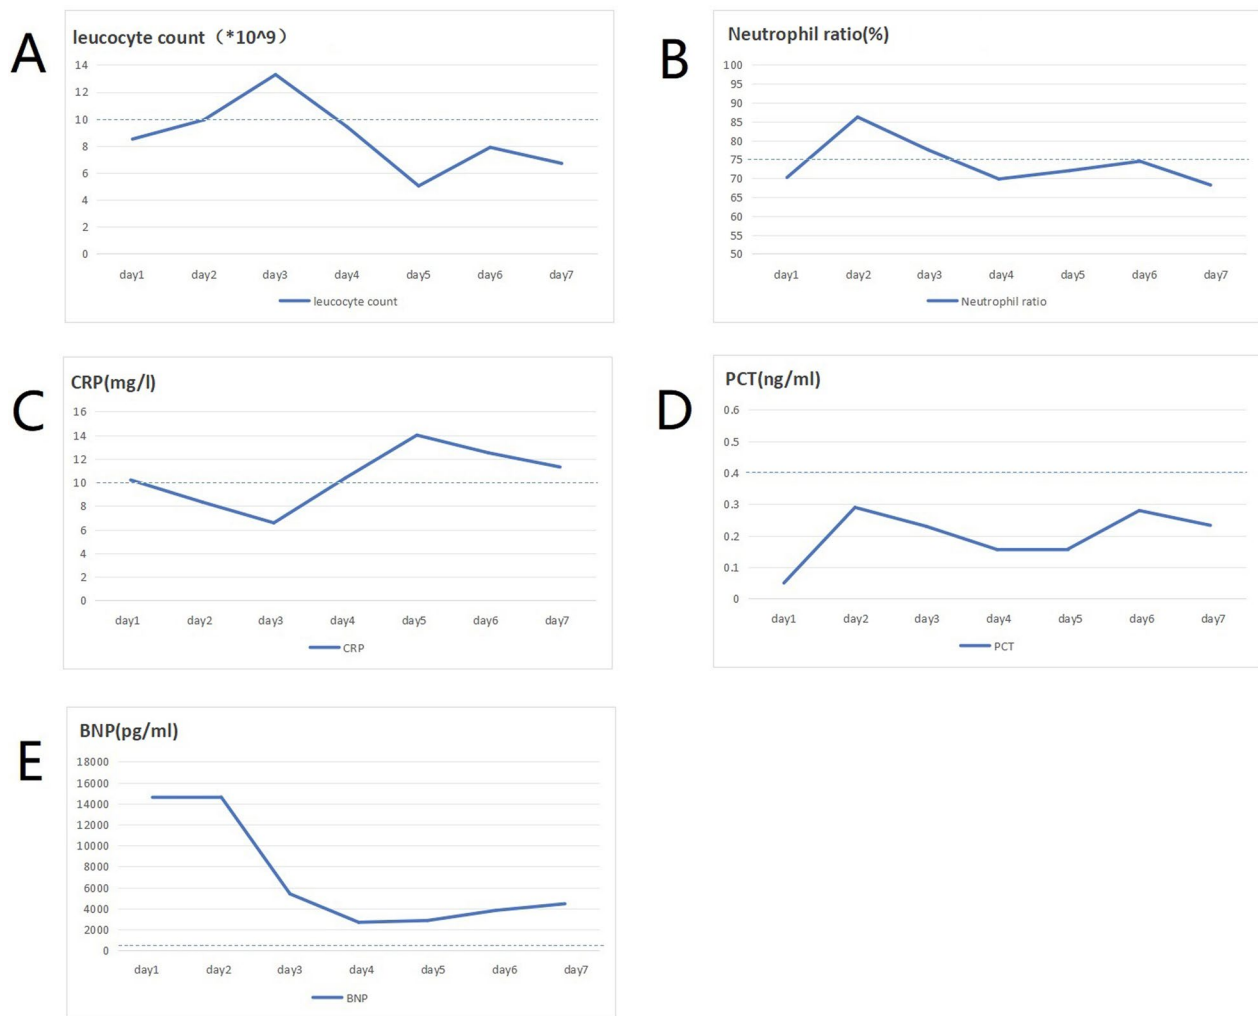 A
leucocyte count（*10^9）
14
12
10
8
6
4
2
0
day1 day2 day3 day4 day5 day6 day7
leucocyte count
B
Neutrophil ratio(%)
100
95
90
85
80
75
70
65
60
55
50
day1 day2 day3 day4 day5 day6 day7
Neutrophil ratio
C
CRP(mg/l)
16
14
12
10
8
6
4
2
0
day1 day2 day3 day4 day5 day6 day7
CRP
D
PCT(ng/ml)
0.6
0.5
0.4
0.3
0.2
0.1
0
day1 day2 day3 day4 day5 day6 day7
PCT
E
BNP(pg/ml)
18000
16000
14000
12000
10000
8000
6000
4000
2000
0
day1 day2 day3 day4 day5 day6 day7
BNP